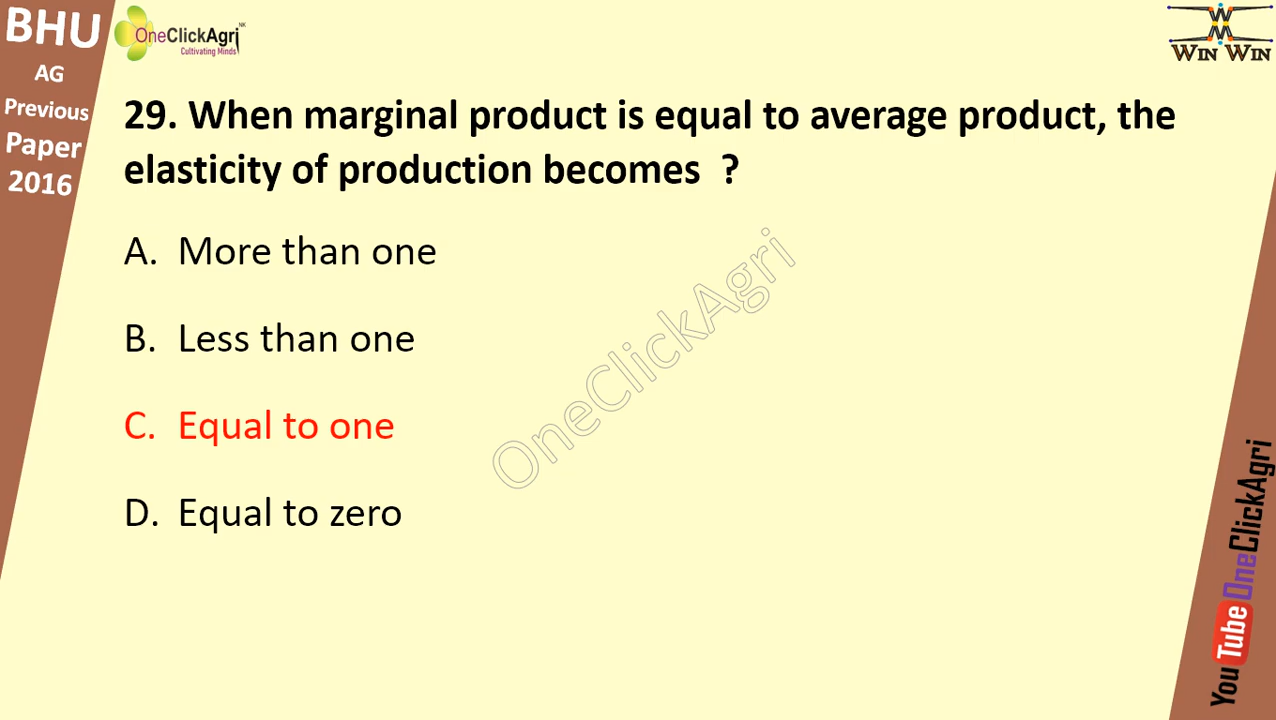 BHU
AG
Previous
Paper
2016
OneClickAgri NK
Cultivating Minds
WIN WIN
29. When marginal product is equal to average product, the
elasticity of production becomes ?
A. More than one
B. Less than one
C. Equal to one
D. Equal to zero
OneClickAgri
YouTube OneClickAgri